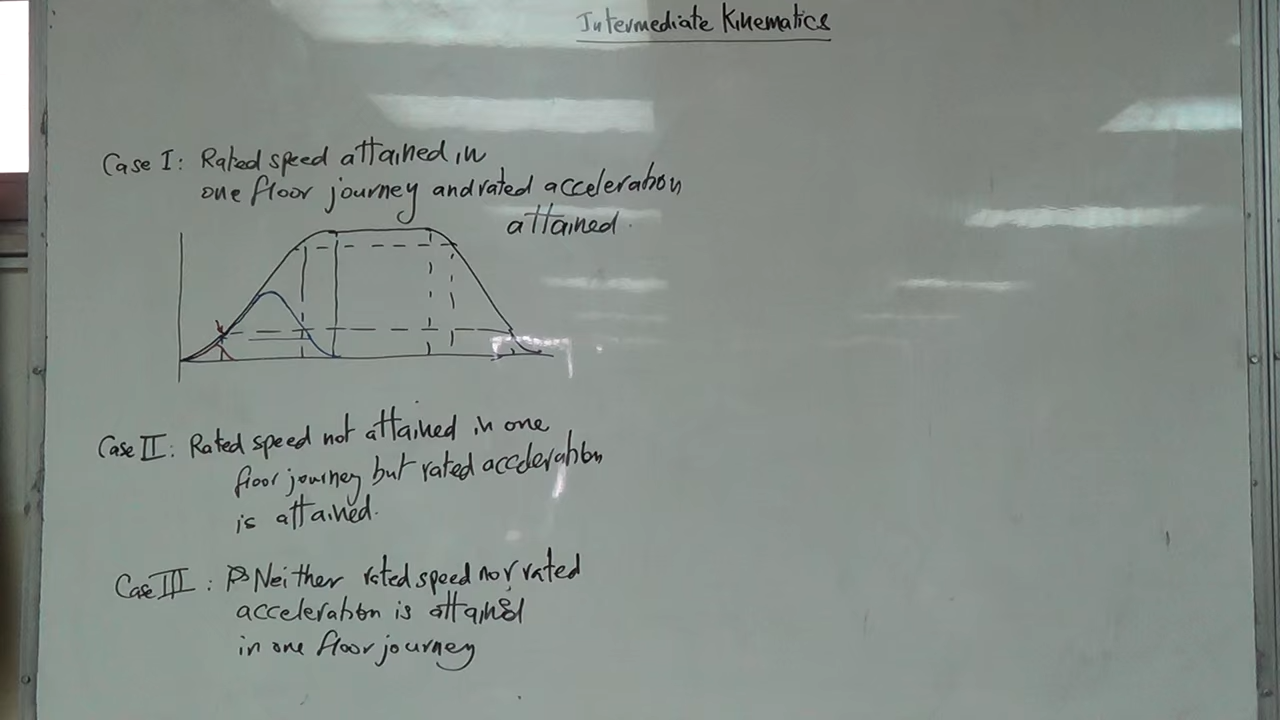 Intermediate Kinematics
Case I: Rated speed attained in
one floor journey and rated acceleration
attained.
Case II: Rated speed not attained in one
floor journey but rated acceleration
is attained.
Case III: Neither rated speed nor rated
acceleration is attained
in one floor journey